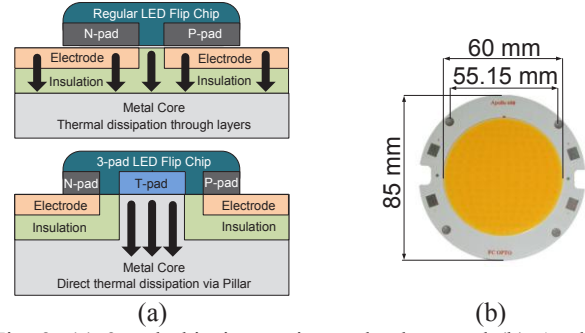 Regular LED Flip Chip
N-pad
P-pad
Electrode
Electrode
Insulation
Insulation
Metal Core
Thermal dissipation through layers
3-pad LED Flip Chip
N-pad
T-pad
P-pad
Electrode
Electrode
Insulation
Insulation
Metal Core
Direct thermal dissipation via Pillar
(a)
60 mm
55.15 mm
85 mm
(b)